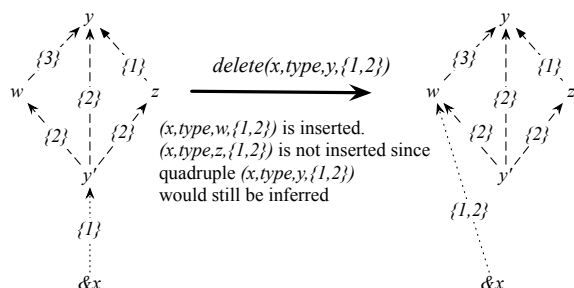 y
{3}
{1}
w
{2}
z
{2}
{2}
y'
{1}
&x
delete(x,type,y,{1,2})
(x,type,w,{1,2}) is inserted.
(x,type,z,{1,2}) is not inserted since
quadruple (x,type,y,{1,2})
would still be inferred
y
{3}
{1}
w
{2}
z
{2}
{2}
y'
{1,2}
&x